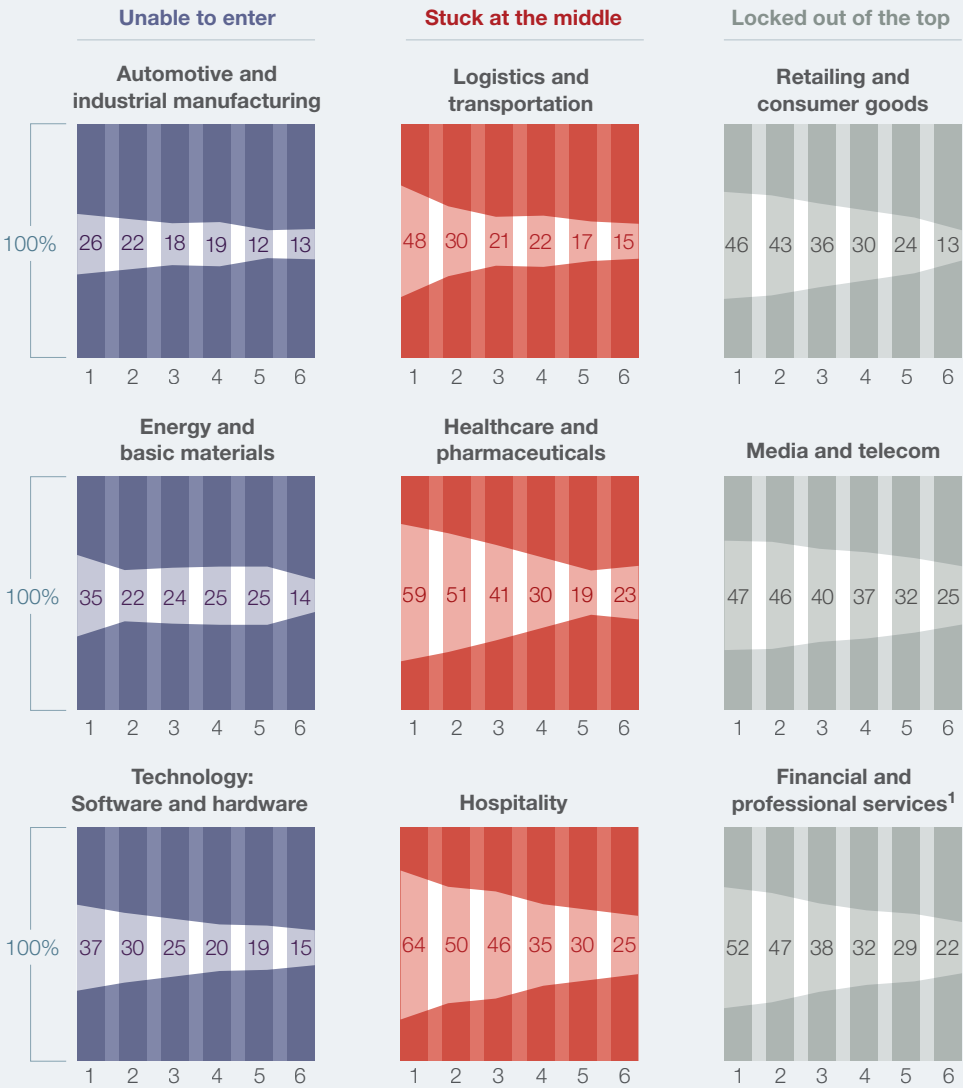 Unable to enter
Stuck at the middle
Locked out of the top
Automotive and
industrial manufacturing
Logistics and
transportation
Retailing and
consumer goods
100%
26 22 18 19 12 13
48 30 21 22 17 15
46 43 36 30 24 13
1 2 3 4 5 6
1 2 3 4 5 6
1 2 3 4 5 6
Energy and
basic materials
Healthcare and
pharmaceuticals
Media and telecom
100%
35 22 24 25 25 14
59 51 41 30 19 23
47 46 40 37 32 25
1 2 3 4 5 6
1 2 3 4 5 6
1 2 3 4 5 6
Technology:
Software and hardware
Hospitality
Financial and
professional services¹
100%
37 30 25 20 19 15
64 50 46 35 30 25
52 47 38 32 29 22
1 2 3 4 5 6
1 2 3 4 5 6
1 2 3 4 5 6